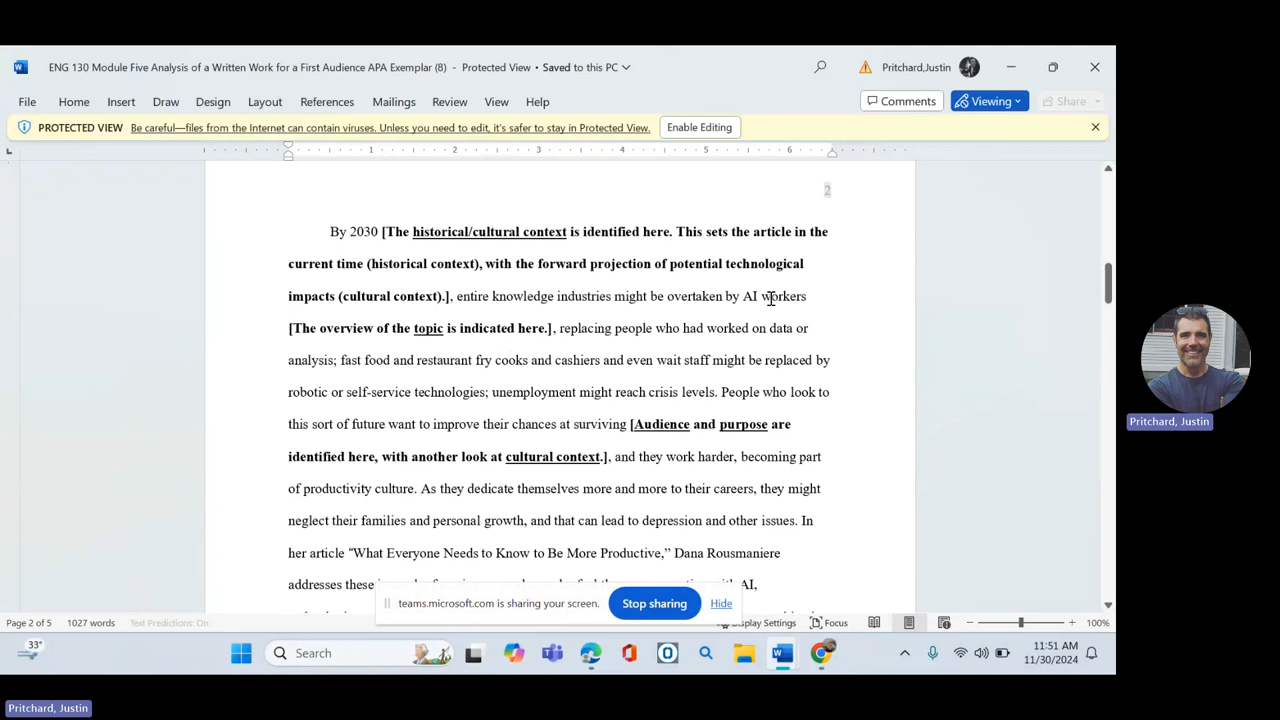 ENG 130 Module Five Analysis of a Written Work for a First Audience APA Exemplar (8) - Protected View • Saved to this PC
Pritchard,Justin
File Home Insert Draw Design Layout References Mailings Review View Help
Comments Viewing Share
PROTECTED VIEW Be careful—files from the Internet can contain viruses. Unless you need to edit, it's safer to stay in Protected View. Enable Editing
1 2 3 4 5 6
2
By 2030 [The historical/cultural context is identified here. This sets the article in the
current time (historical context), with the forward projection of potential technological
impacts (cultural context).], entire knowledge industries might be overtaken by AI workers
[The overview of the topic is indicated here.], replacing people who had worked on data or
analysis; fast food and restaurant fry cooks and cashiers and even wait staff might be replaced by
robotic or self-service technologies; unemployment might reach crisis levels. People who look to
this sort of future want to improve their chances at surviving [Audience and purpose are
identified here, with another look at cultural context.], and they work harder, becoming part
of productivity culture. As they dedicate themselves more and more to their careers, they might
neglect their families and personal growth, and that can lead to depression and other issues. In
her article “What Everyone Needs to Know to Be More Productive,” Dana Rousmaniere
addresses these AI,
teams.microsoft.com is sharing your screen. Stop sharing Hide
Page 2 of 5 1027 words Text Predictions: On Display Settings Focus 100%
33°
Search
11:51 AM
11/30/2024
Pritchard, Justin
Pritchard, Justin